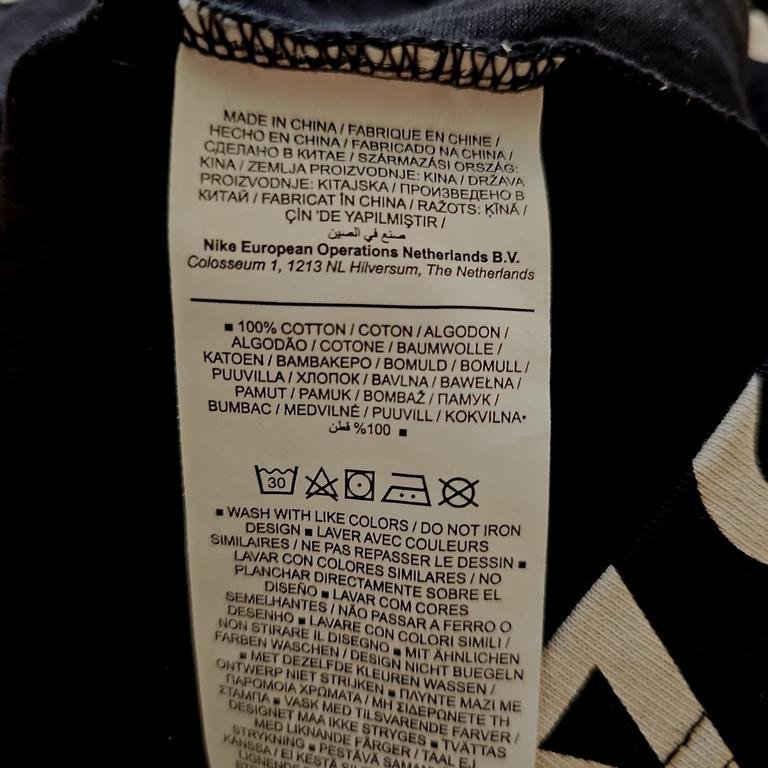 MADE IN CHINA / FABRIQUE EN CHINE /
HECHO EN CHINA / FABRICADO NA CHINA /
СДЕЛАНО В КИТАЕ / SZÁRMAZÁSI ORSZÁG:
KINA / ZEMLJA PROIZVODNJE: KINA / DRŽAVA
PROIZVODNJE: KITAJSKA / ПРОИЗВЕДЕНО В
КИТАЙ / FABRICAT ÎN CHINA / RAŽOTS: ĶĪNĀ /
ÇİN 'DE YAPILMIŞTIR /
صنع في الصين
Nike European Operations Netherlands B.V.
Colosseum 1, 1213 NL Hilversum, The Netherlands
■ 100% COTTON / COTON / ALGODON /
ALGODÃO / COTONE / BAUMWOLLE /
KATOEN / ΒΑΜΒΑΚΕΡΟ / BOMULD / BOMULL /
PUUVILLA / ХЛОПОК / BAVLNA / BAWEŁNA /
PAMUT / PAMUK / BOMBAŽ / ПАМУК /
BUMBAC / MEDVILNĖ / PUUVILL / KOKVILNA•
%100 قطن ■
30
■ WASH WITH LIKE COLORS / DO NOT IRON
DESIGN ■ LAVER AVEC COULEURS
SIMILAIRES / NE PAS REPASSER LE DESSIN ■
LAVAR CON COLORES SIMILARES / NO
PLANCHAR DIRECTAMENTE SOBRE EL
DISEÑO ■ LAVAR COM CORES
SEMELHANTES / NÃO PASSAR A FERRO O
DESENHO ■ LAVARE CON COLORI SIMILI /
NON STIRARE IL DISEGNO ■ MIT ÄHNLICHEN
FARBEN WASCHEN / DESIGN NICHT BUEGELN
■ MET DEZELFDE KLEUREN WASSEN /
ONTWERP NIET STRIJKEN ■ ΠΛΥΝΤΕ ΜΑΖΙ ΜΕ
ΠΑΡΟΜΟΙΑ ΧΡΩΜΑΤΑ / ΜΗ ΣΙΔΕΡΩΝΕΤΕ ΤΗ
ΣΤΑΜΠΑ ■ VASK MED TILSVARENDE FARVER /
DESIGNET MAA IKKE STRYGES ■ TVÄTTAS
MED LIKNANDE FÄRGER / TÅAL EJ
STRYKNING ■ PESTÄVÄ
KANSSA / EI KESTÄ